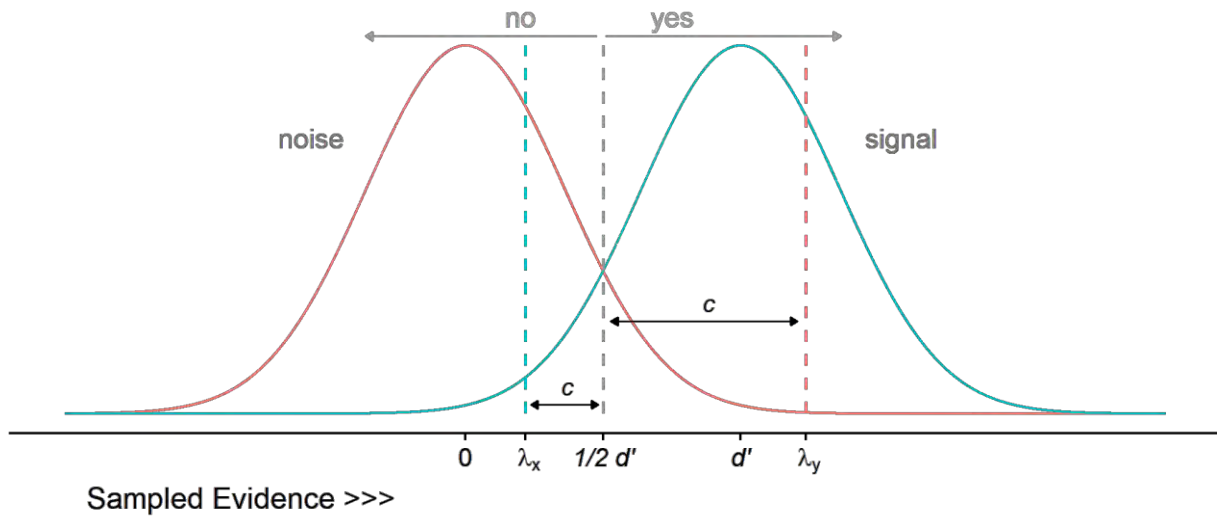 no yes
noise signal
c
c
0 λx 1/2 d' d' λy
Sampled Evidence >>>